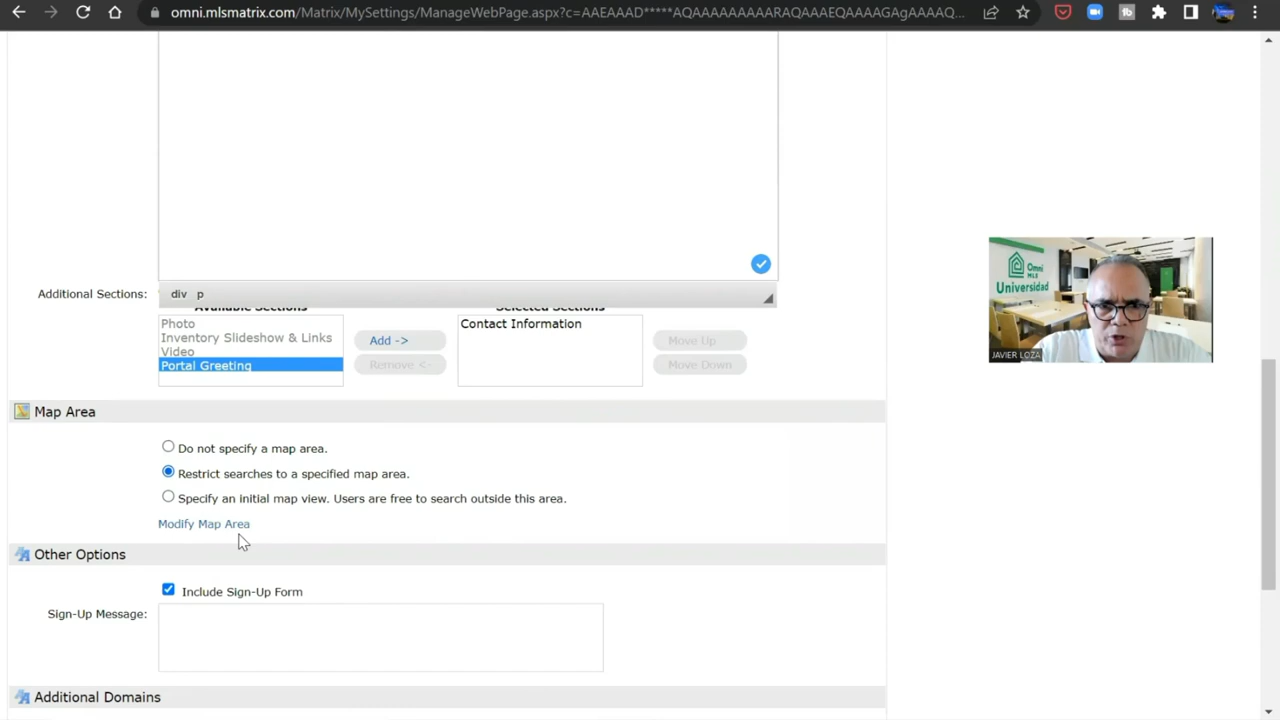 omni.mlsmatrix.com/Matrix/MySettings/ManageWebPage.aspx?c=AAEAAAD*****AQAAAAAAAAARAQAAAEQAAAAGAgAAAAQ...
Additional Sections:
div p
Available Sections
Selected Sections
Photo
Inventory Slideshow & Links
Video
Portal Greeting
Add ->
Remove <-
Contact Information
Move Up
Move Down
Omni
MLS
Universidad
JAVIER LOZA
Map Area
Do not specify a map area.
Restrict searches to a specified map area.
Specify an initial map view. Users are free to search outside this area.
Modify Map Area
Other Options
Include Sign-Up Form
Sign-Up Message:
Additional Domains